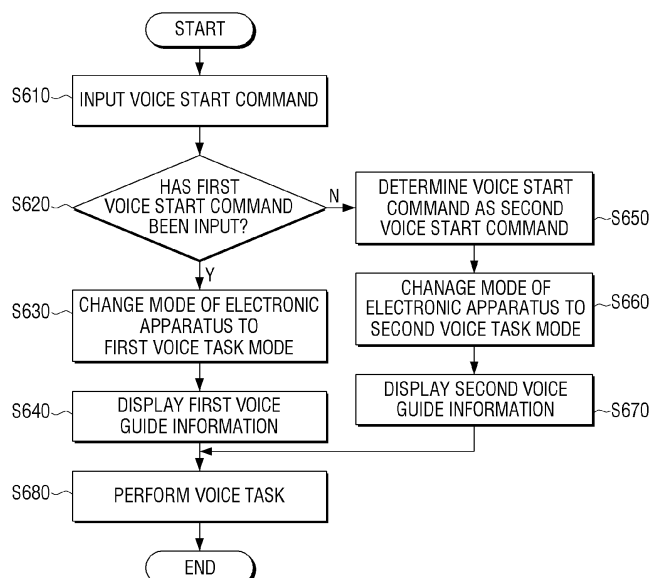 START
S610
INPUT VOICE START COMMAND
S620
HAS FIRST
VOICE START COMMAND
BEEN INPUT?
N
Y
DETERMINE VOICE START
COMMAND AS SECOND
VOICE START COMMAND
S650
S630
CHANGE MODE OF ELECTRONIC
APPARATUS TO
FIRST VOICE TASK MODE
CHANAGE MODE OF
ELECTRONIC APPARATUS TO
SECOND VOICE TASK MODE
S660
S640
DISPLAY FIRST VOICE
GUIDE INFORMATION
DISPLAY SECOND VOICE
GUIDE INFORMATION
S670
S680
PERFORM VOICE TASK
END